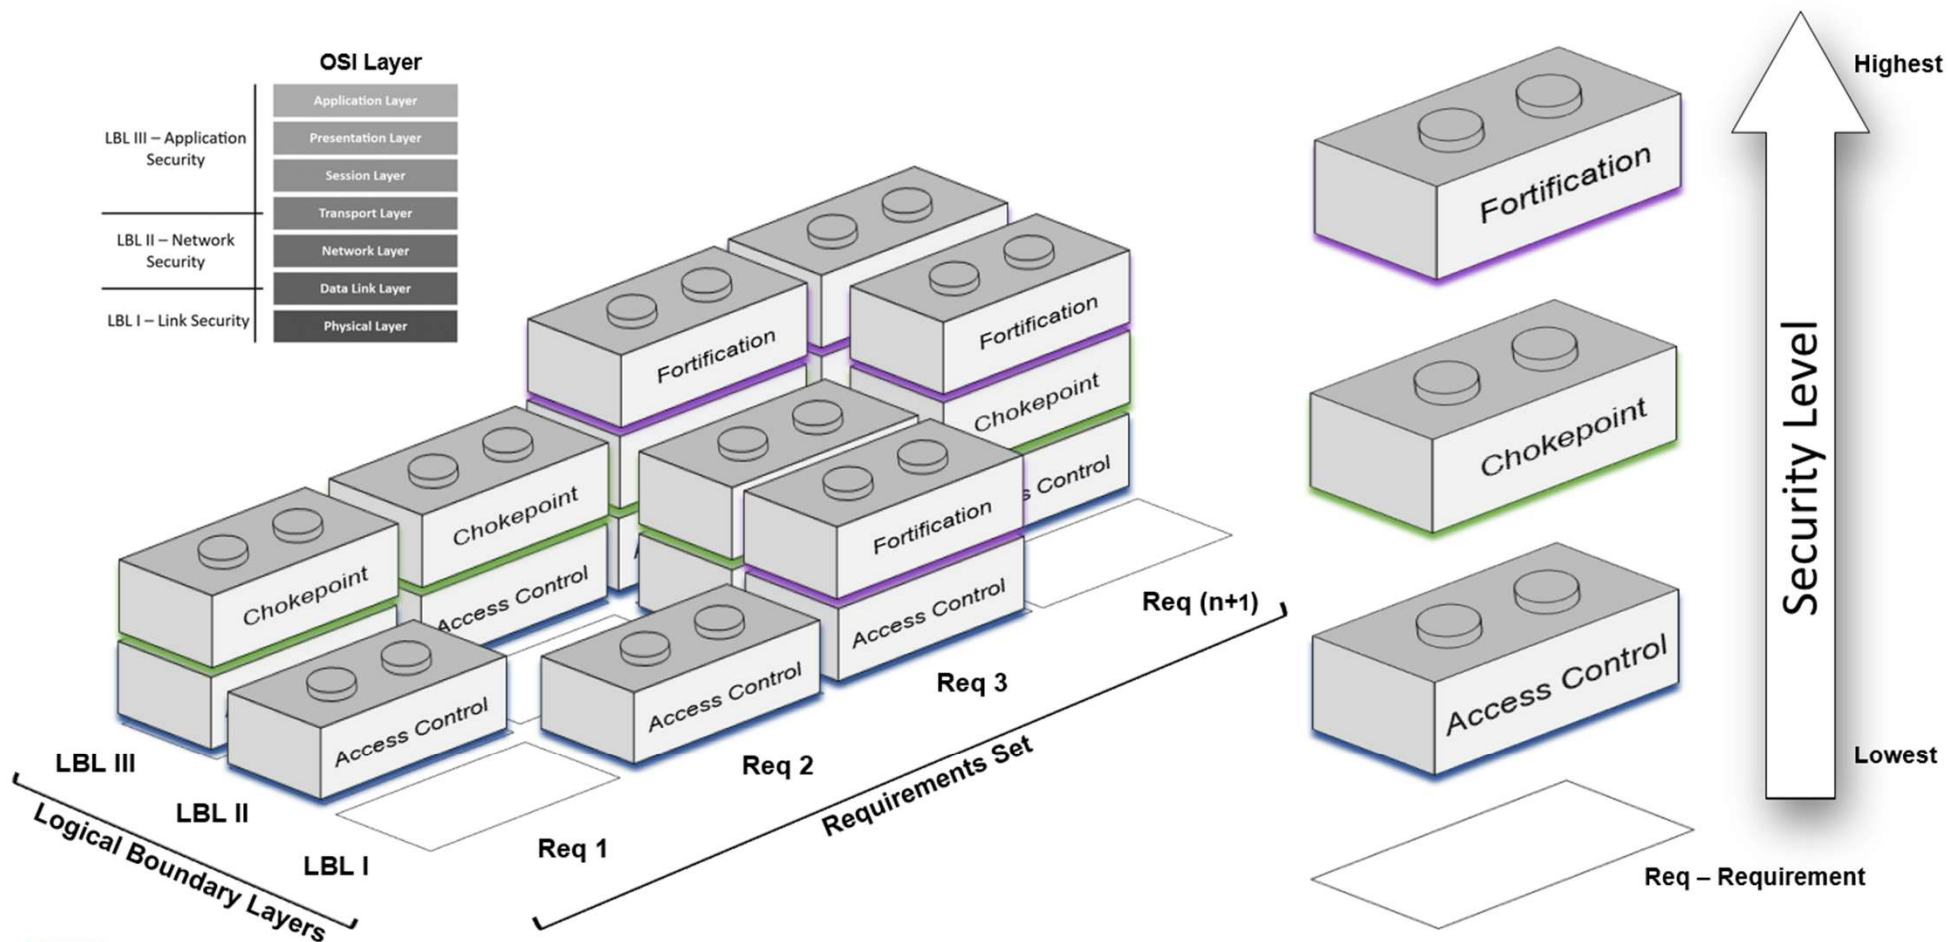 OSI Layer
Application Layer
Presentation Layer
Session Layer
Transport Layer
Network Layer
Data Link Layer
Physical Layer
LBL III – Application
Security
LBL II – Network
Security
LBL I – Link Security
Fortification
Fortification
Chokepoint
s Control
Chokepoint
Access Control
Chokepoint
Fortification
Access Control
Access Control
Access Control
LBL III
LBL II
LBL I
Logical Boundary Layers
Req 1
Req 2
Req 3
Req (n+1)
Requirements Set
Fortification
Chokepoint
Access Control
Req – Requirement
Highest
Security Level
Lowest